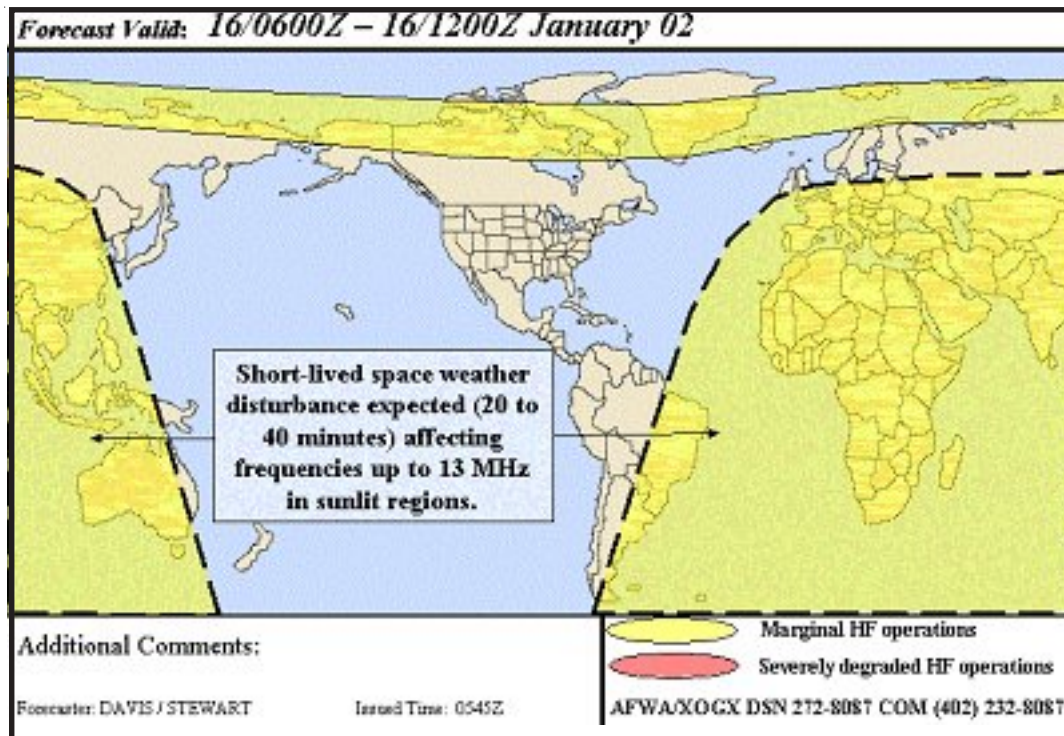 Forecast Valid: 16/0600Z – 16/1200Z January 02
Short-lived space weather
disturbance expected (20 to
40 minutes) affecting
frequencies up to 13 MHz
in sunlit regions.
Additional Comments:
Forecaster: DAVIS / STEWART Issued Time: 0545Z
Marginal HF operations
Severely degraded HF operations
AFWA/XOGX DSN 272-8087 COM (402) 232-8087